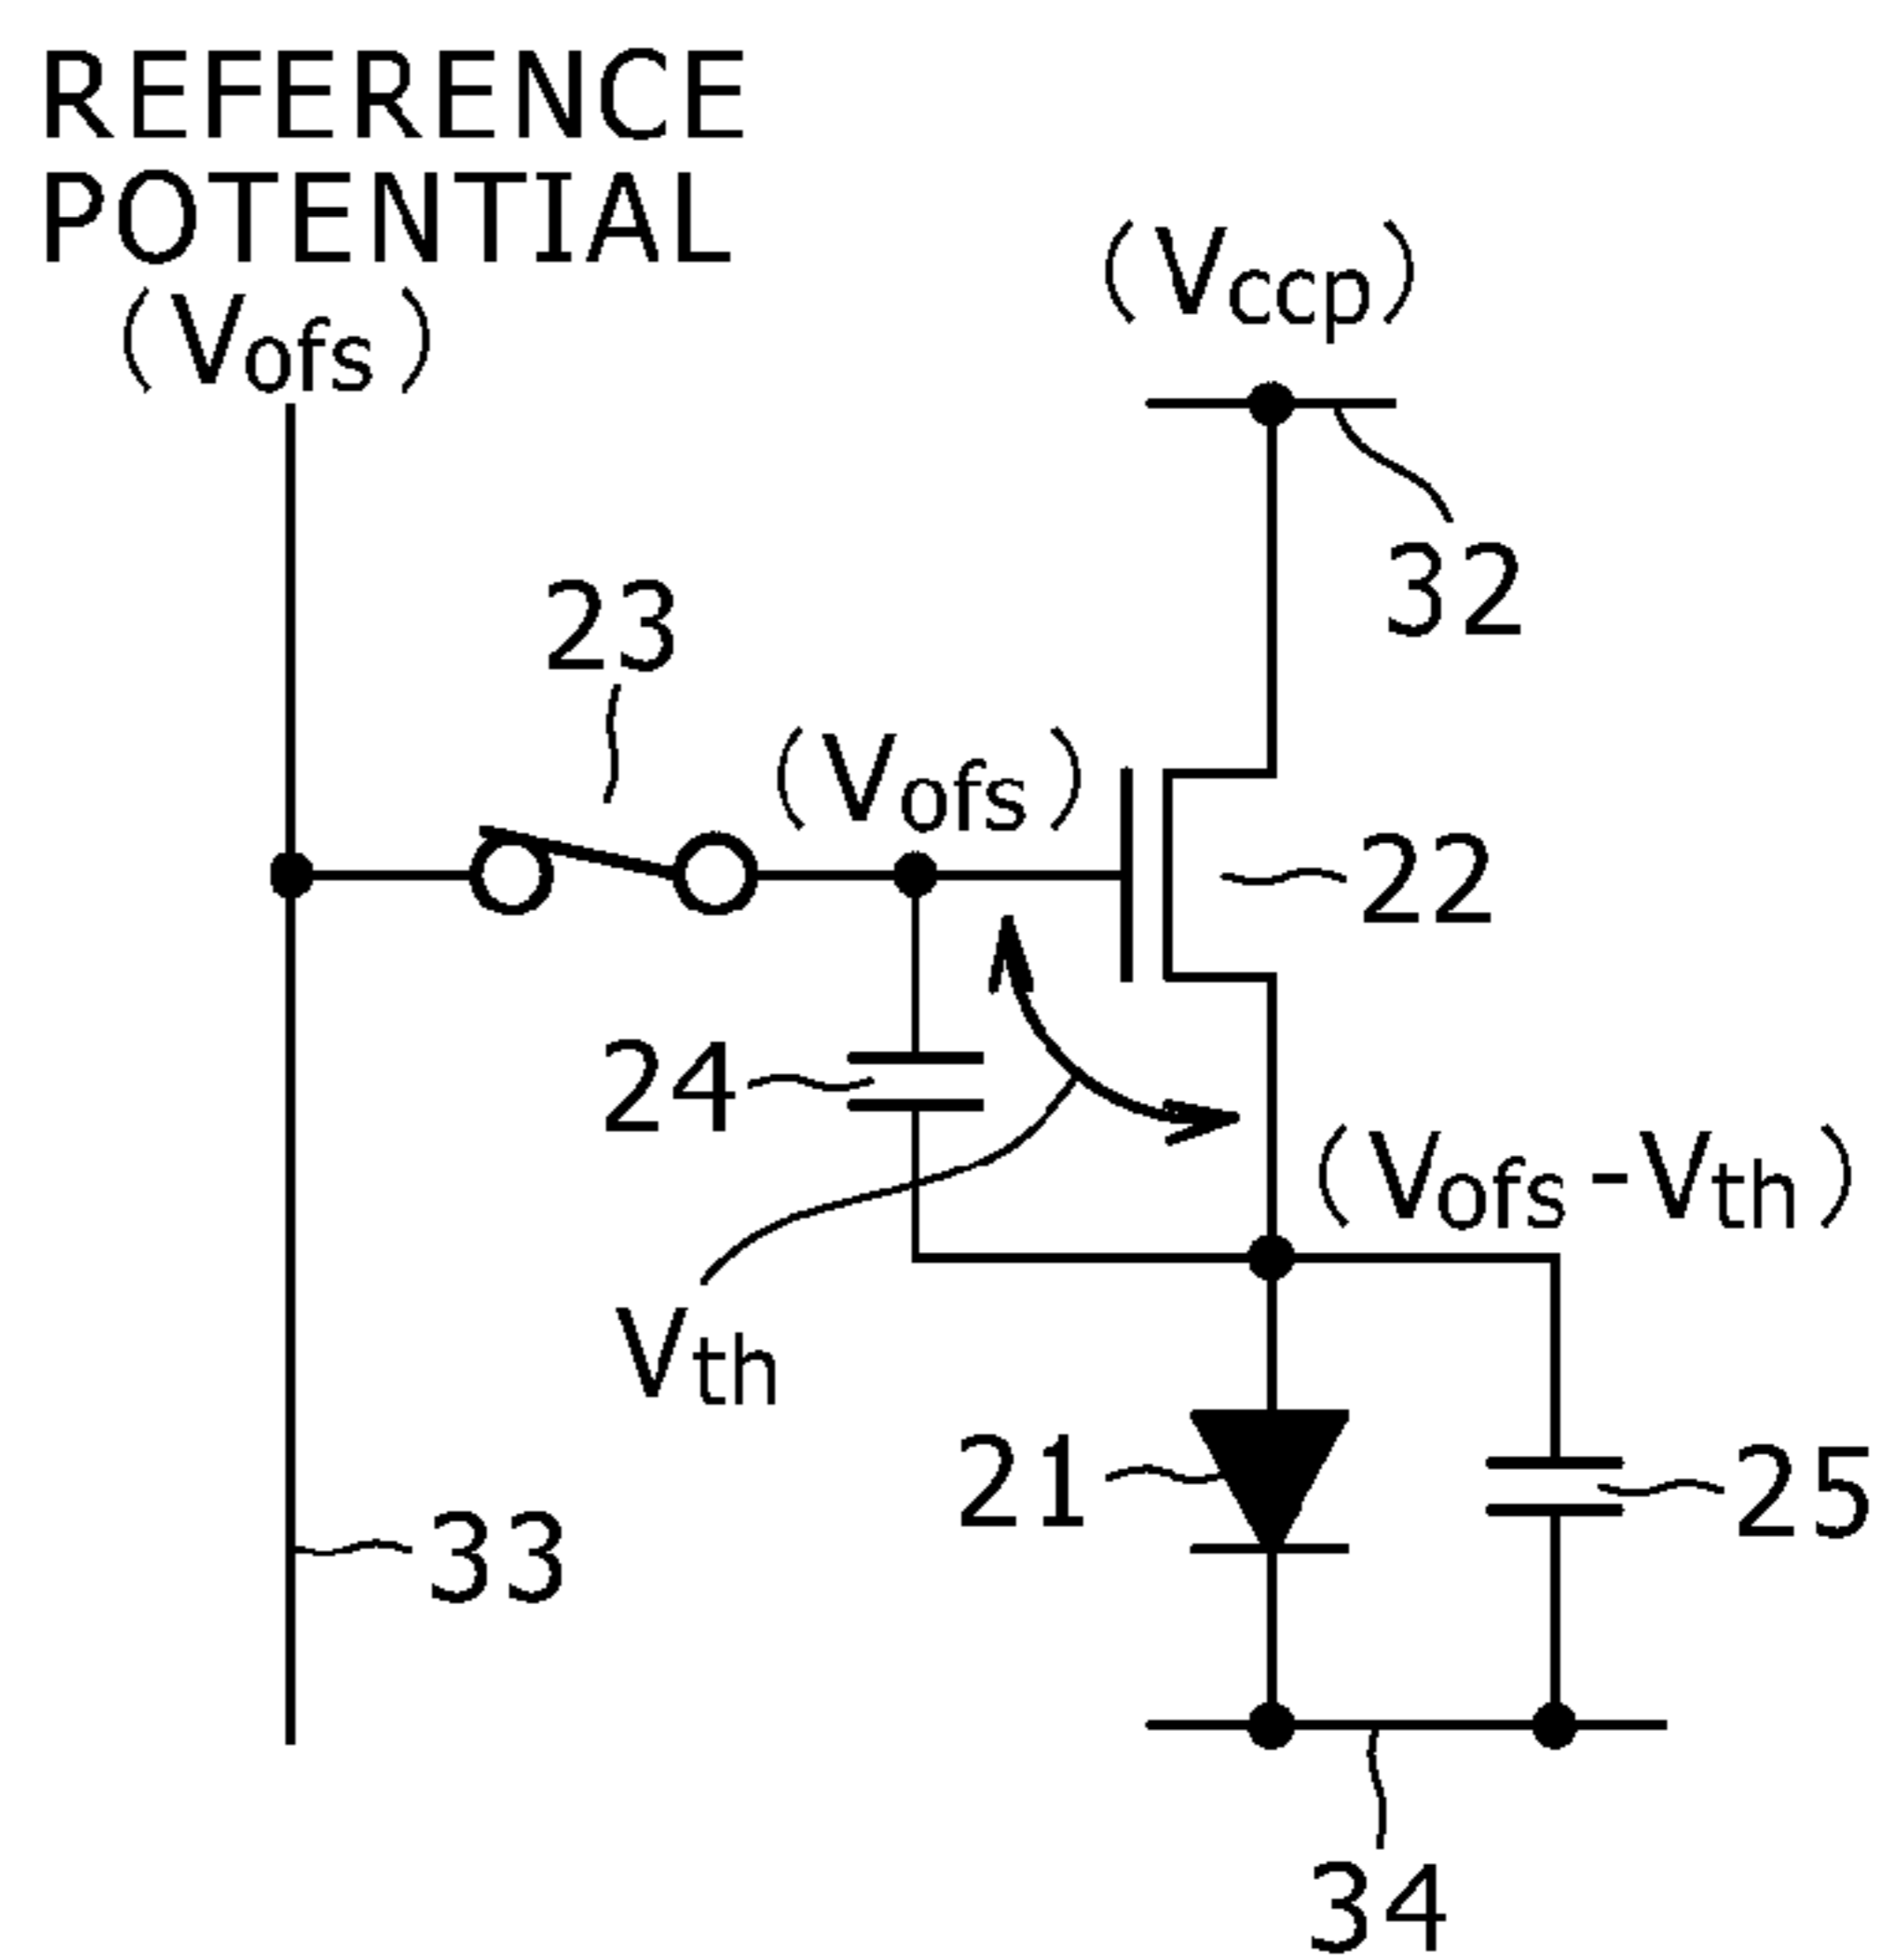 REFERENCE
POTENTIAL
(Vofs)
(Vccp)
32
23
(Vofs)
22
24
(Vofs-Vth)
Vth
21
25
33
34